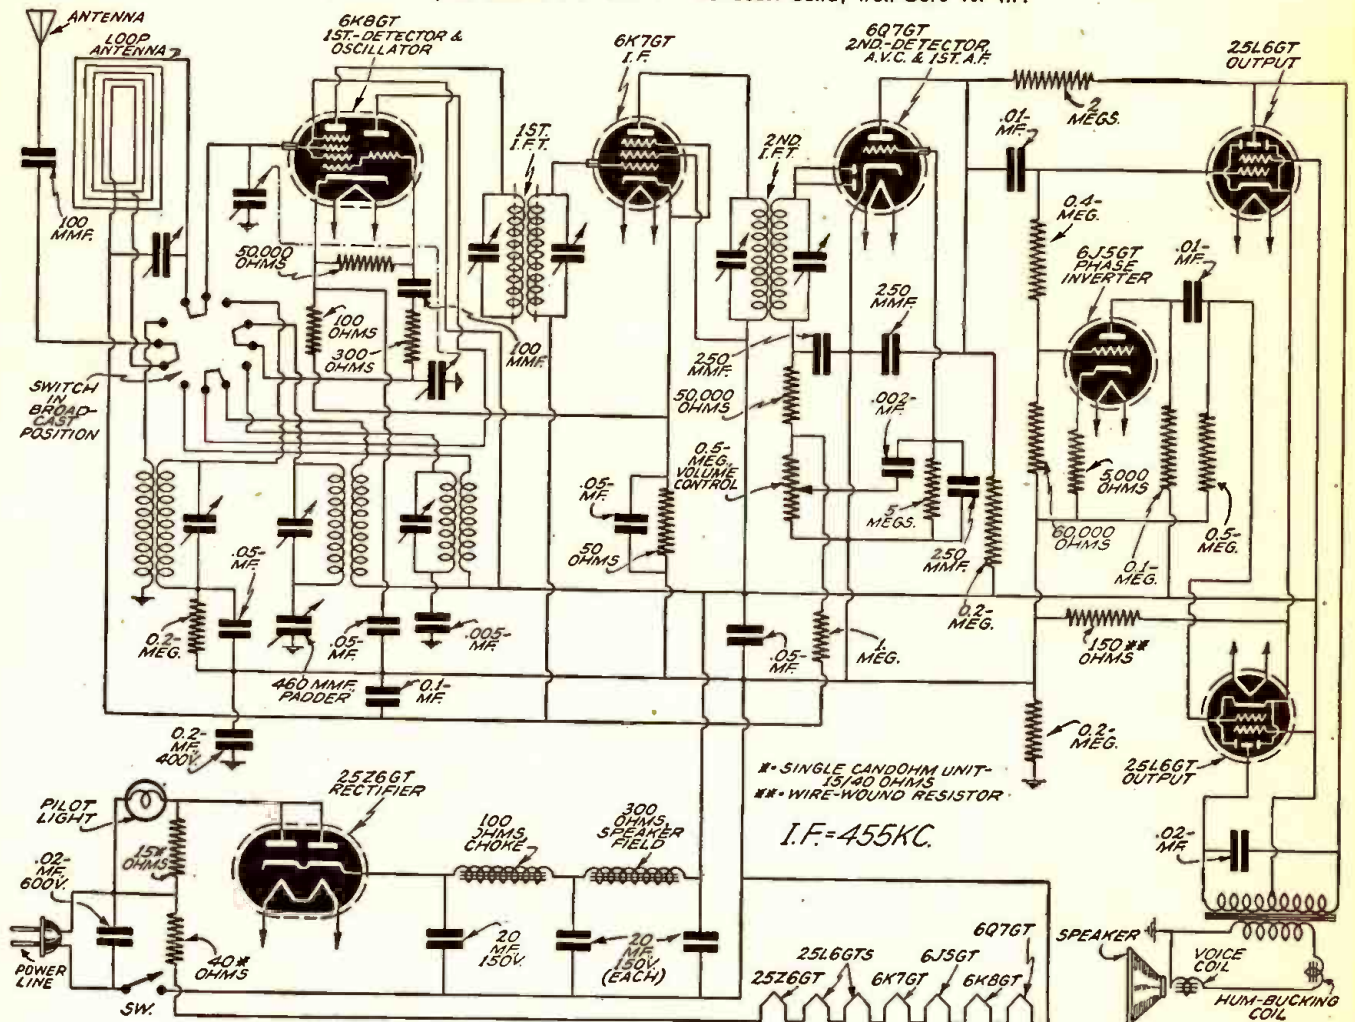 ANTENNA
LOOP
ANTENNA
6K8GT
1ST.-DETECTOR &
OSCILLATOR
6K7GT
I.F.
6Q7GT
2ND.-DETECTOR,
A.V.C. & 1ST. A.F.
25L6GT
OUTPUT
2
MEGS.
.01-
MF.
1ST.
I.F.T.
2ND.
I.F.T.
100
MMF.
50,000
OHMS
100
OHMS
300
OHMS
100
MMF.
250
MMF.
250
MMF.
0.4-
MEG.
6J5GT
PHASE
INVERTER
.01-
MF.
SWITCH
IN
BROAD-
CAST
POSITION
50,000
OHMS
.002-
MF.
0.5-
MEG.,
VOLUME
CONTROL
5
MEGS.
250
MMF.
.05-
MF.
50
OHMS
.05-
MF.
5,000
OHMS
60,000
OHMS
0.1-
MEG.
0.5-
MEG.
0.2-
MEG.
460 MMF.
PADDER
.05-
MF.
0.1-
MF.
.005-
MF.
.05-
MF.
1.
MEG.
0.2-
MEG.
150 **
OHMS
0.2-
MEG.
25L6GT
OUTPUT
0.2-
MF.
400V.
PILOT
LIGHT
25Z6GT
RECTIFIER
15*
OHMS
100
OHMS,
CHOKE
300
OHMS,
SPEAKER
FIELD
*= SINGLE CANDOHM UNIT-
15/40 OHMS
**= WIRE-WOUND RESISTOR
I.F.=455KC.
.02-
MF.
.02-
MF.
600V.
POWER
LINE
40*
OHMS
SW.
20
MF.
150V.
20
MF.
150V.
(EACH)
25Z6GT
25L6GTS
6K7GT
6J5GT
6K8GT
6Q7GT
SPEAKER
VOICE
COIL
HUM-BUCKING
COIL